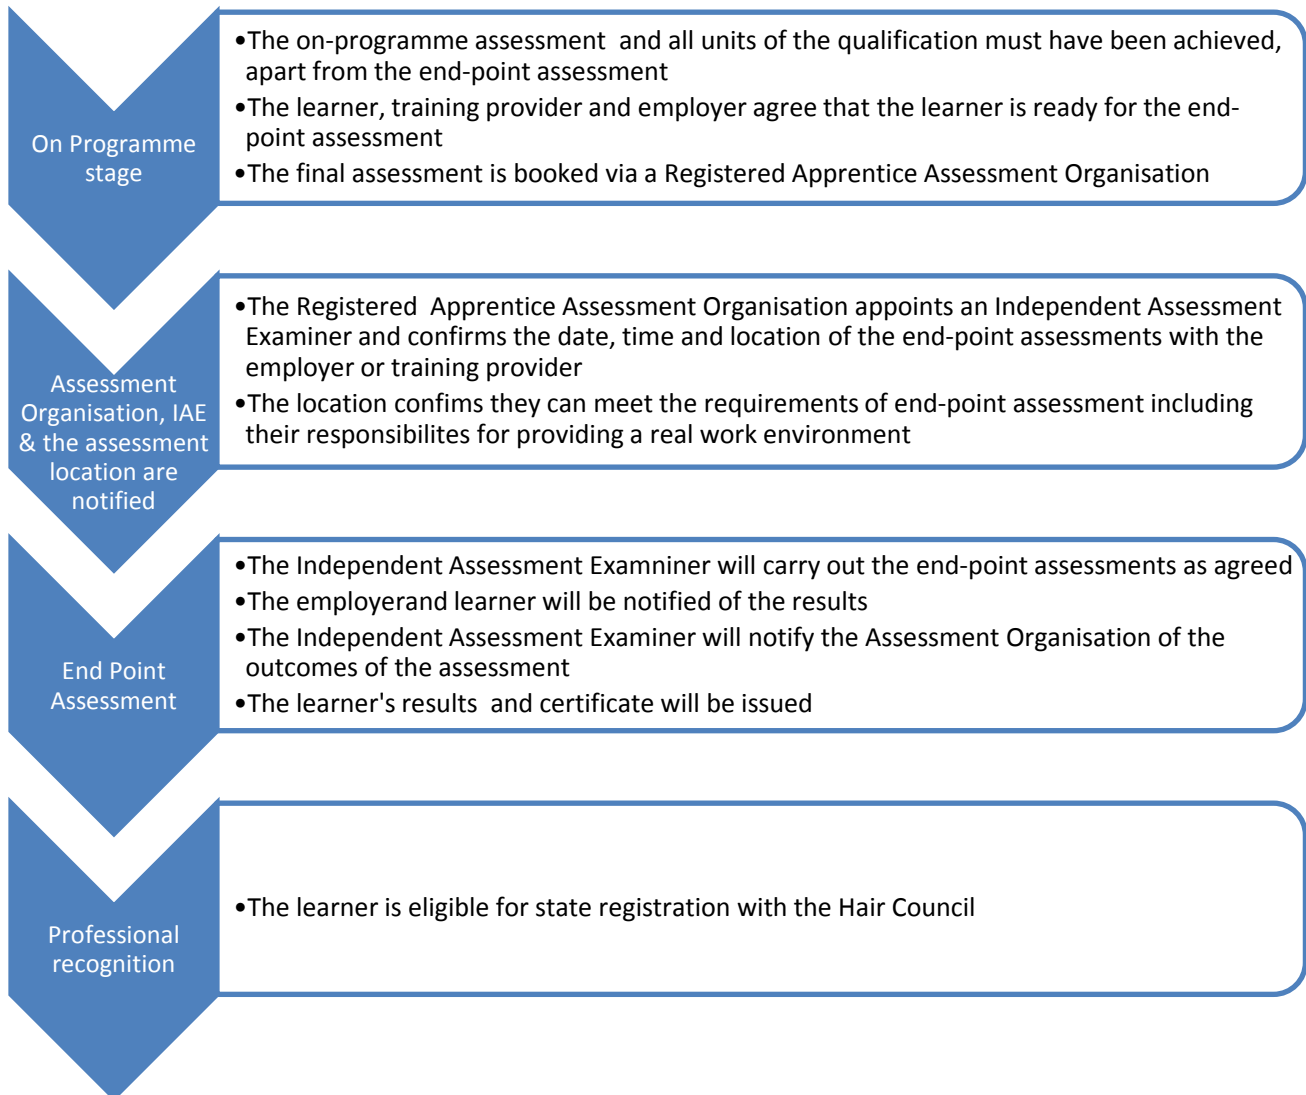 On Programme
stage
•The on-programme assessment  and all units of the qualification must have been achieved,
apart from the end-point assessment
•The learner, training provider and employer agree that the learner is ready for the end-
point assessment
•The final assessment is booked via a Registered Apprentice Assessment Organisation
Assessment
Organisation, IAE
& the assessment
location are
notified
•The Registered  Apprentice Assessment Organisation appoints an Independent Assessment
Examiner and confirms the date, time and location of the end-point assessments with the
employer or training provider
•The location confims they can meet the requirements of end-point assessment including
their responsibilites for providing a real work environment
End Point
Assessment
•The Independent Assessment Examniner will carry out the end-point assessments as agreed
•The employerand learner will be notified of the results
•The Independent Assessment Examiner will notify the Assessment Organisation of the
outcomes of the assessment
•The learner's results  and certificate will be issued
Professional
recognition
•The learner is eligible for state registration with the Hair Council